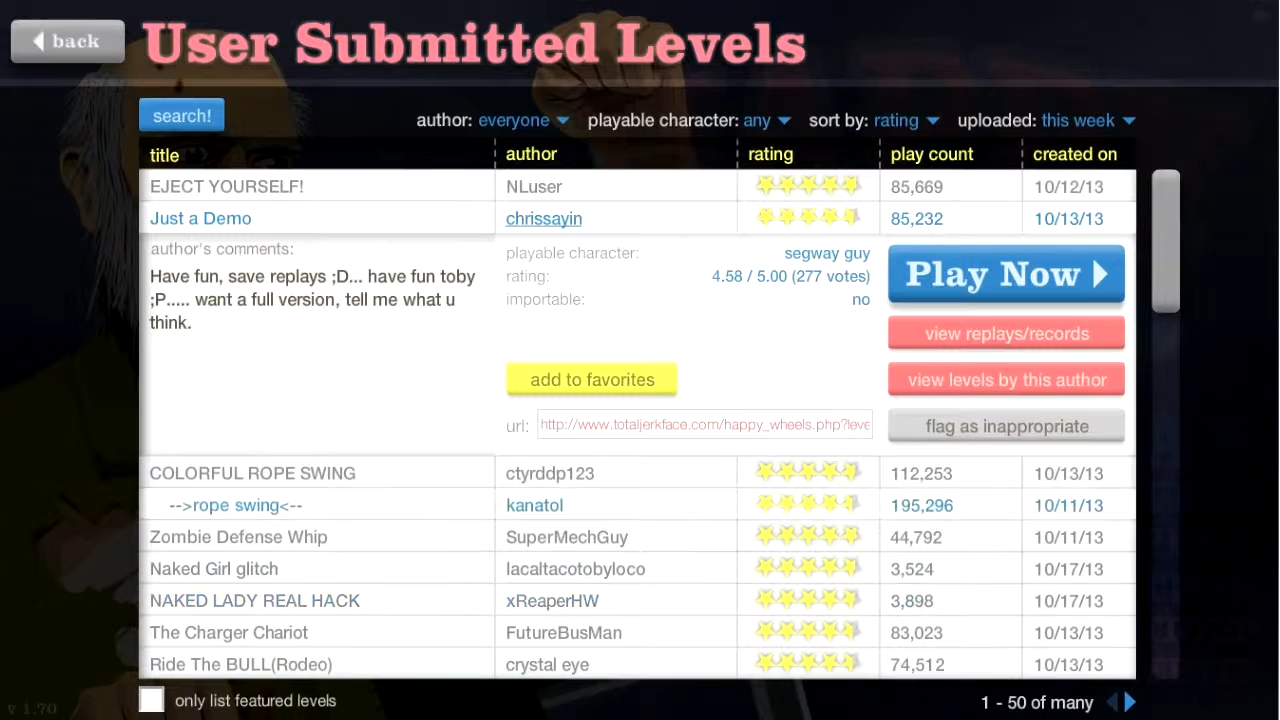 back
User Submitted Levels
search!
author: everyone playable character: any sort by: rating uploaded: this week
title author rating play count created on
EJECT YOURSELF! NLuser 85,669 10/12/13
Just a Demo chrissayin 85,232 10/13/13
author's comments:
Have fun, save replays ;D... have fun toby
;P..... want a full version, tell me what u
think.
playable character: segway guy
rating: 4.58 / 5.00 (277 votes)
importable: no
add to favorites
url: http://www.totaljerkface.com/happy_wheels.php?leve
Play Now
view replays/records
view levels by this author
flag as inappropriate
COLORFUL ROPE SWING ctyrddp123 112,253 10/13/13
-->rope swing<-- kanatol 195,296 10/11/13
Zombie Defense Whip SuperMechGuy 44,792 10/11/13
Naked Girl glitch lacaltacotobyloco 3,524 10/17/13
NAKED LADY REAL HACK xReaperHW 3,898 10/17/13
The Charger Chariot FutureBusMan 83,023 10/13/13
Ride The BULL(Rodeo) crystal eye 74,512 10/13/13
only list featured levels
1 - 50 of many
v 1.70